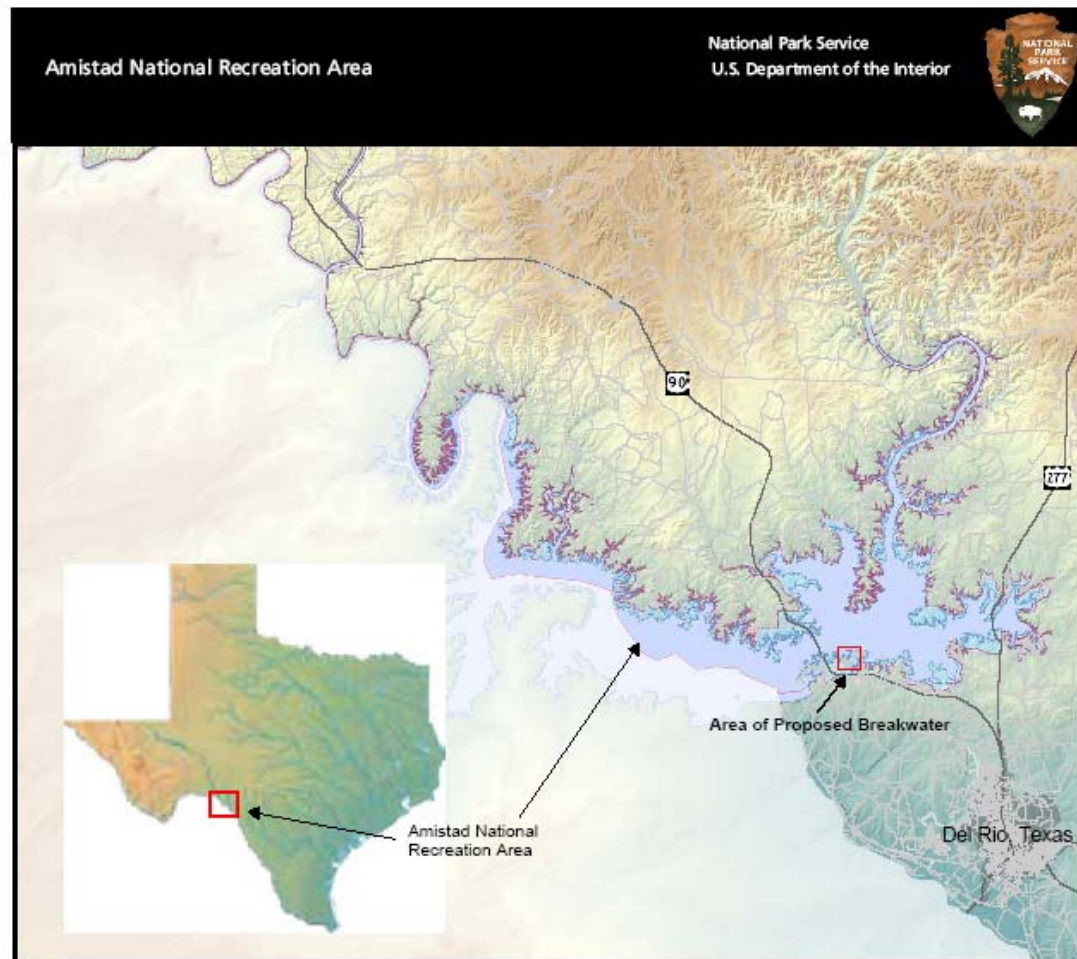 Amistad National Recreation Area
National Park Service
U.S. Department of the Interior
NATIONAL
PARK
SERVICE
90
277
Area of Proposed Breakwater
Amistad National
Recreation Area
Del Rio, Texas